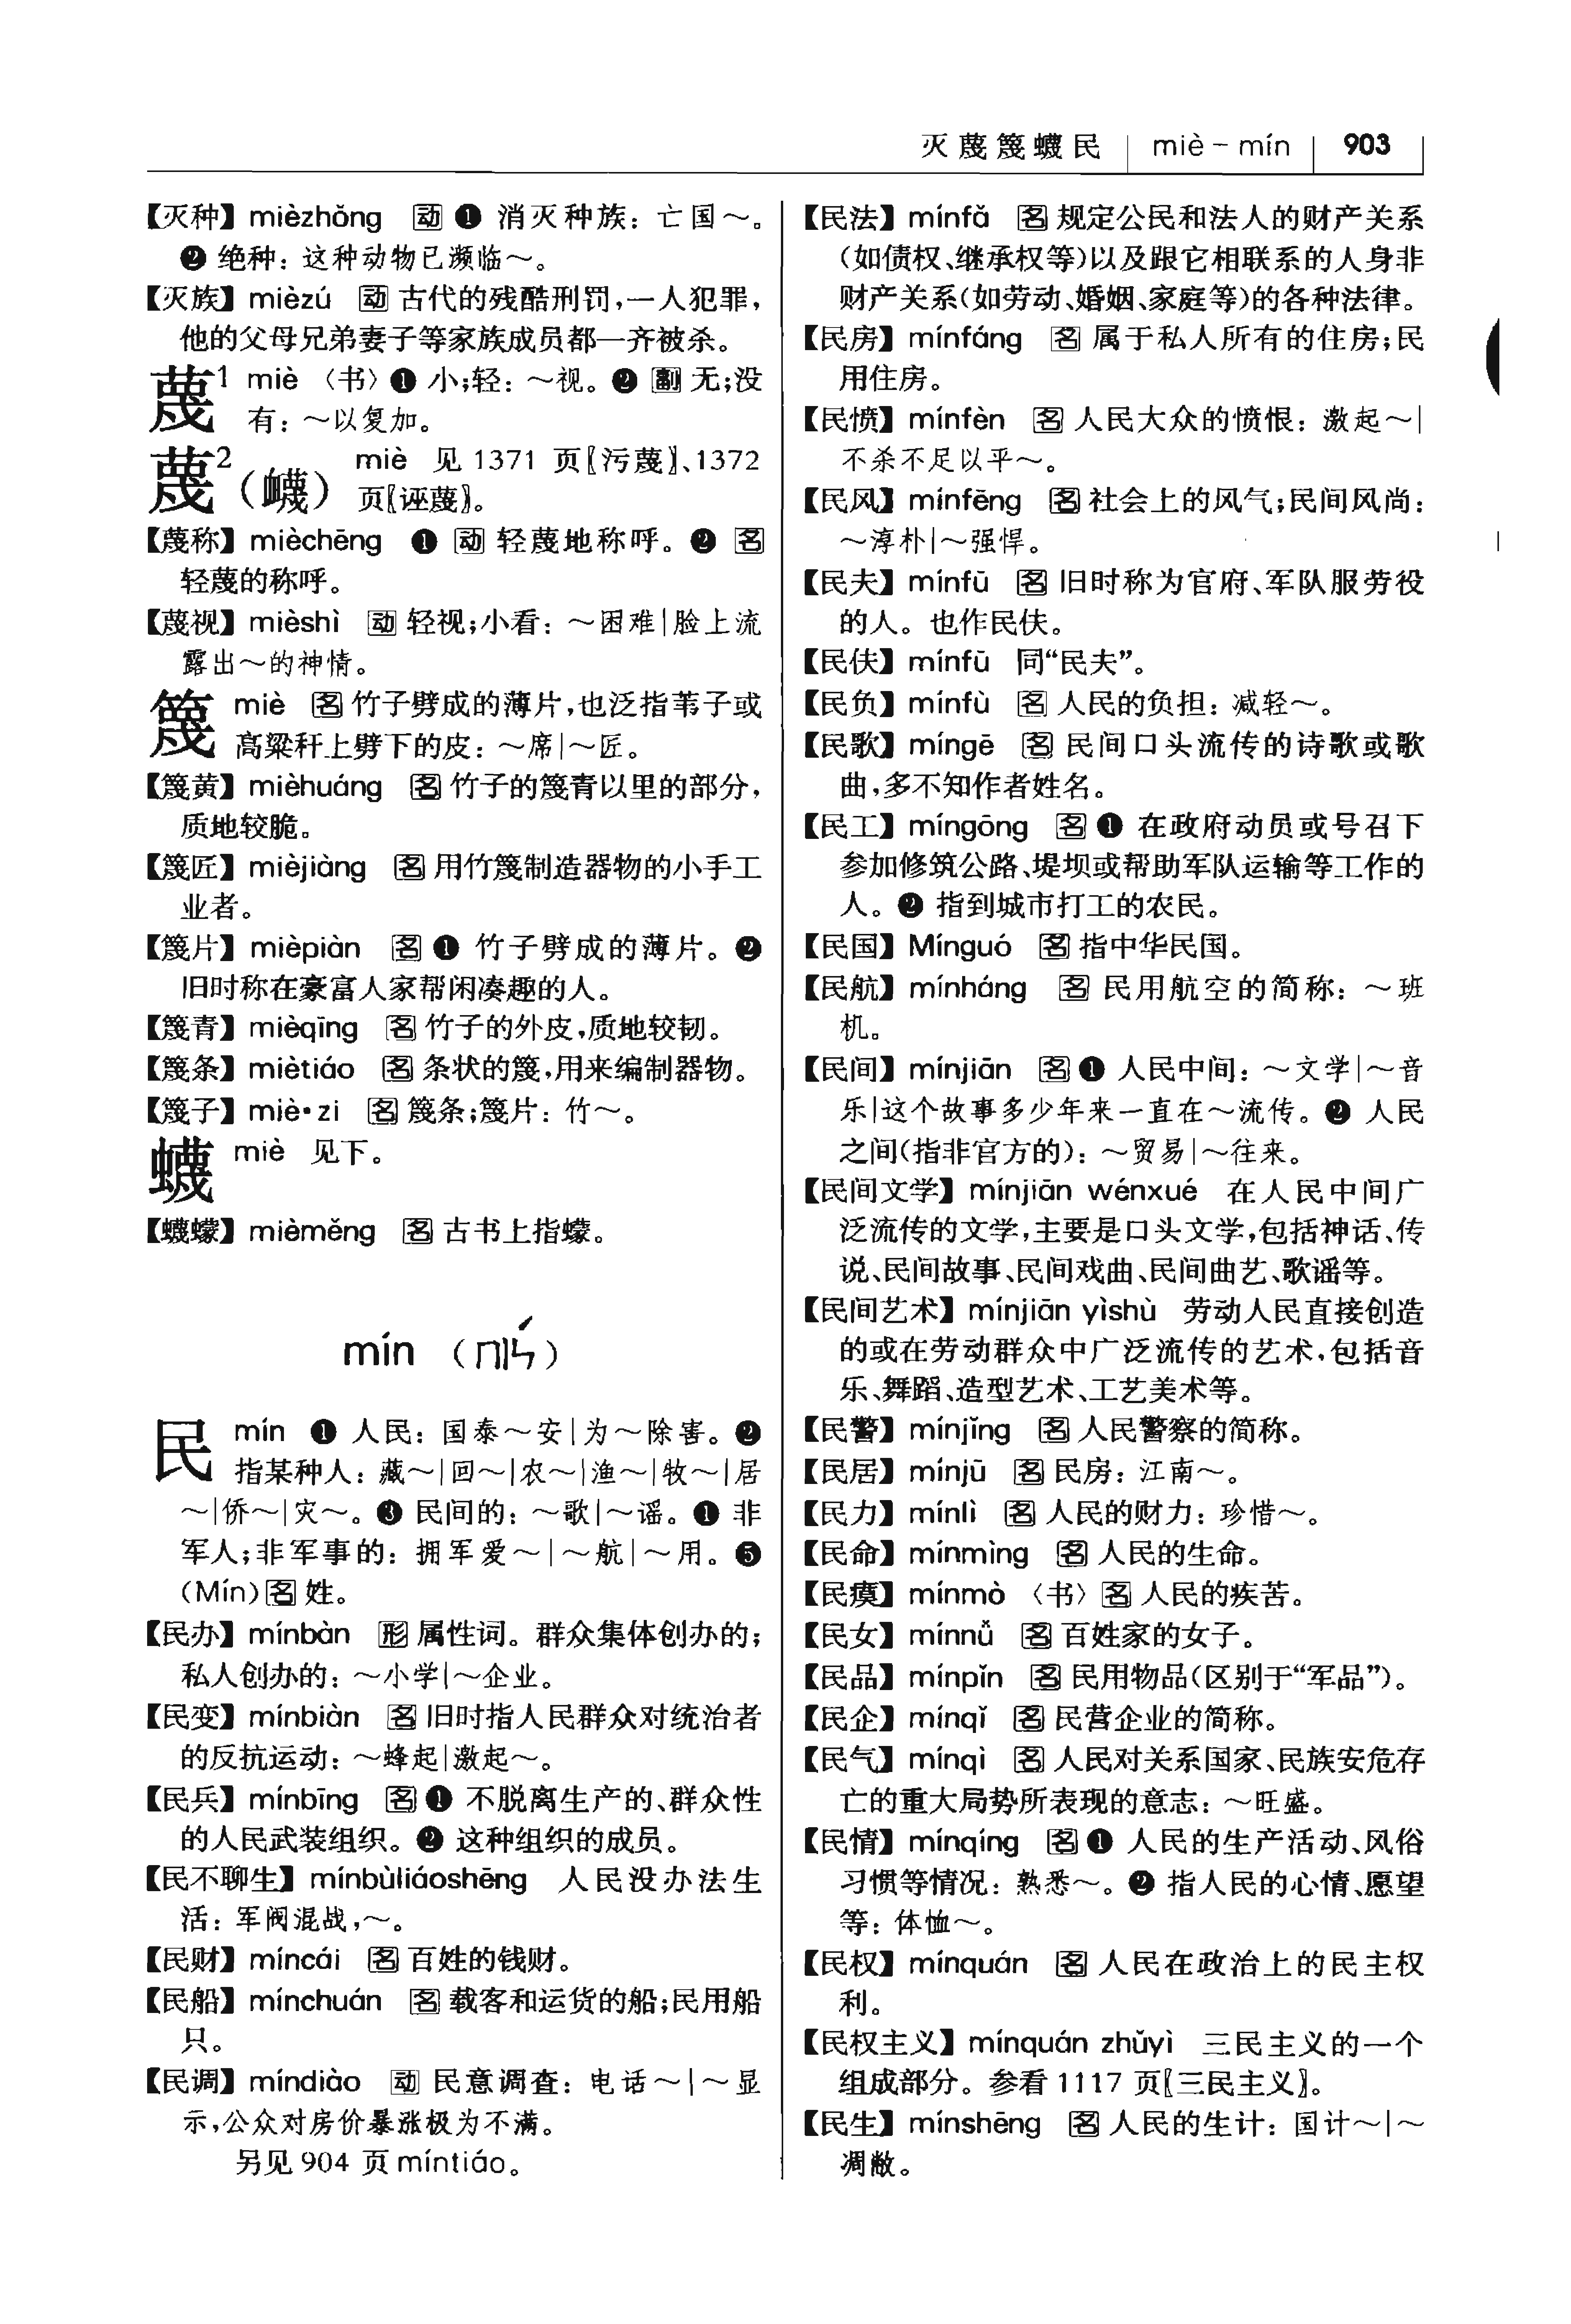 灭蔑篾蠛民 miè – mín 903
【灭种】 mièzhǒng 动 ❶ 消灭种族：亡国～。
❷ 绝种：这种动物已濒临～。
【灭族】 mièzú 动 古代的残酷刑罚，一人犯罪，
他的父母兄弟妻子等家族成员都一齐被杀。
蔑1 miè 〈书〉❶ 小；轻：～视。❷ 副 无；没
有：～以复加。
蔑2（衊） miè 见 1371 页〖污蔑〗、1372
页〖诬蔑〗。
【蔑称】 mièchēng ❶ 动 轻蔑地称呼。❷ 名
轻蔑的称呼。
【蔑视】 mièshì 动 轻视；小看：～困难|脸上流
露出～的神情。
篾 miè 名 竹子劈成的薄片，也泛指苇子或
高粱秆上劈下的皮：～席|～匠。
【篾黄】 mièhuáng 名 竹子的篾青以里的部分，
质地较脆。
【篾匠】 mièjiàng 名 用竹篾制造器物的小手工
业者。
【篾片】 mièpiàn 名 ❶ 竹子劈成的薄片。❷
旧时称在豪富人家帮闲凑趣的人。
【篾青】 mièqīng 名 竹子的外皮，质地较韧。
【篾条】 miètiáo 名 条状的篾，用来编制器物。
【篾子】 miè•zi 名 篾条；篾片：竹～。
蠛 miè 见下。
【蠛蠓】 mièměng 名 古书上指蠓。
mín （ㄇㄧㄣˊ）
民 mín ❶ 人民：国泰～安|为～除害。❷
指某种人：藏～|回～|农～|渔～|牧～|居
～|侨～|灾～。❸ 民间的：～歌|～谣。❶ 非
军人；非军事的：拥军爱～|～航|～用。❺
（Mín）名 姓。
【民办】 mínbàn 形 属性词。群众集体创办的；
私人创办的：～小学|～企业。
【民变】 mínbiàn 名 旧时指人民群众对统治者
的反抗运动：～蜂起|激起～。
【民兵】 mínbīng 名 ❶ 不脱离生产的、群众性
的人民武装组织。❷ 这种组织的成员。
【民不聊生】 mínbùliáoshēng 人民没办法生
活：军阀混战，～。
【民财】 míncái 名 百姓的钱财。
【民船】 mínchuán 名 载客和运货的船；民用船
只。
【民调】 míndiào 动 民意调查：电话～|～显
示，公众对房价暴涨极为不满。
另见 904 页 míntiáo。
【民法】 mínfǎ 名 规定公民和法人的财产关系
（如债权、继承权等）以及跟它相联系的人身非
财产关系（如劳动、婚姻、家庭等）的各种法律。
【民房】 mínfáng 名 属于私人所有的住房；民
用住房。
【民愤】 mínfèn 名 人民大众的愤恨：激起～|
不杀不足以平～。
【民风】 mínfēng 名 社会上的风气；民间风尚：
～淳朴|～强悍。
【民夫】 mínfū 名 旧时称为官府、军队服劳役
的人。也作民伕。
【民伕】 mínfū 同“民夫”。
【民负】 mínfù 名 人民的负担：减轻～。
【民歌】 míngē 名 民间口头流传的诗歌或歌
曲，多不知作者姓名。
【民工】 míngōng 名 ❶ 在政府动员或号召下
参加修筑公路、堤坝或帮助军队运输等工作的
人。❷ 指到城市打工的农民。
【民国】 Mínguó 名 指中华民国。
【民航】 mínháng 名 民用航空的简称：～班
机。
【民间】 mínjiān 名 ❶ 人民中间：～文学|～音
乐|这个故事多少年来一直在～流传。❷ 人民
之间（指非官方的）：～贸易|～往来。
【民间文学】 mínjiān wénxué 在人民中间广
泛流传的文学，主要是口头文学，包括神话、传
说、民间故事、民间戏曲、民间曲艺、歌谣等。
【民间艺术】 mínjiān yìshù 劳动人民直接创造
的或在劳动群众中广泛流传的艺术，包括音
乐、舞蹈、造型艺术、工艺美术等。
【民警】 mínjǐng 名 人民警察的简称。
【民居】 mínjū 名 民房：江南～。
【民力】 mínlì 名 人民的财力：珍惜～。
【民命】 mínmìng 名 人民的生命。
【民瘼】 mínmò 〈书〉名 人民的疾苦。
【民女】 mínnǚ 名 百姓家的女子。
【民品】 mínpǐn 名 民用物品（区别于“军品”）。
【民企】 mínqǐ 名 民营企业的简称。
【民气】 mínqì 名 人民对关系国家、民族安危存
亡的重大局势所表现的意志：～旺盛。
【民情】 mínqíng 名 ❶ 人民的生产活动、风俗
习惯等情况：熟悉～。❷ 指人民的心情、愿望
等：体恤～。
【民权】 mínquán 名 人民在政治上的民主权
利。
【民权主义】 mínquán zhǔyì 三民主义的一个
组成部分。参看 1117 页〖三民主义〗。
【民生】 mínshēng 名 人民的生计：国计～|～
凋敝。